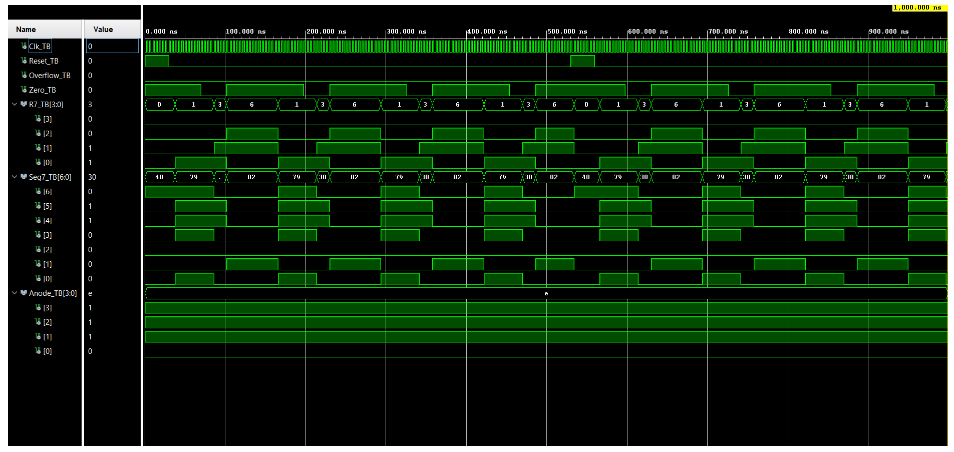 1,000.000 ns
Name Value
0.000 ns 100.000 ns 200.000 ns 300.000 ns 400.000 ns 500.000 ns 600.000 ns 700.000 ns 800.000 ns 900.000 ns
Clk_TB 0
Reset_TB 0
Overflow_TB 0
Zero_TB 0
R7_TB[3:0] 3 0 1 3 6 1 3 6 1 3 6 1 3 6 0 1 3 6 1 3 6 1 3 6 1
[3] 0
[2] 0
[1] 1
[0] 1
Seg7_TB[6:0] 30 40 79 02 79 30 02 79 30 02 79 30 02 40 79 30 02 79 30 02 79 30 02 79
[6] 0
[5] 1
[4] 1
[3] 0
[2] 0
[1] 0
[0] 0
Anode_TB[3:0] e e
[3] 1
[2] 1
[1] 1
[0] 0